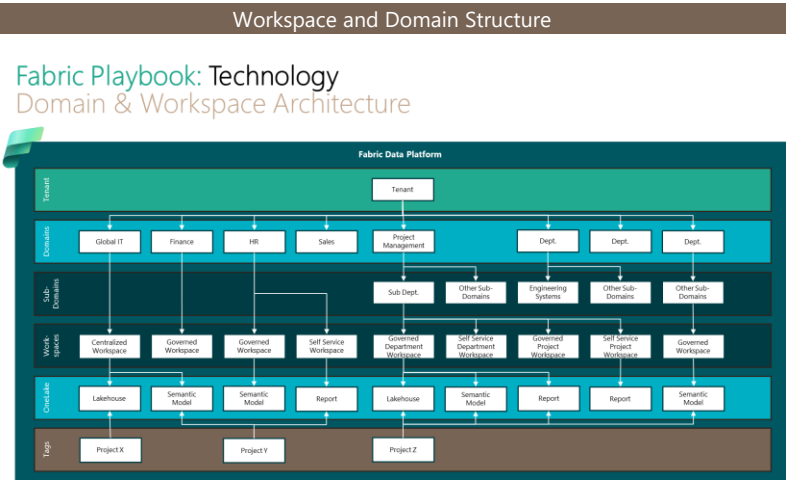 Workspace and Domain Structure
Fabric Playbook: Technology
Domain & Workspace Architecture
Fabric Data Platform
Tenant
Tenant
Domains
Global IT
Finance
HR
Sales
Project
Management
Dept.
Dept.
Dept.
Sub-
Domains
Sub Dept.
Other Sub-
Domains
Engineering
Systems
Other Sub-
Domains
Other Sub-
Domains
Work-
spaces
Centralized
Workspace
Governed
Workspace
Governed
Workspace
Self Service
Workspace
Governed
Department
Workspace
Self Service
Department
Workspace
Governed
Project
Workspace
Self Service
Project
Workspace
Governed
Workspace
OneLake
Lakehouse
Semantic
Model
Semantic
Model
Report
Lakehouse
Semantic
Model
Report
Report
Semantic
Model
Tags
Project X
Project Y
Project Z